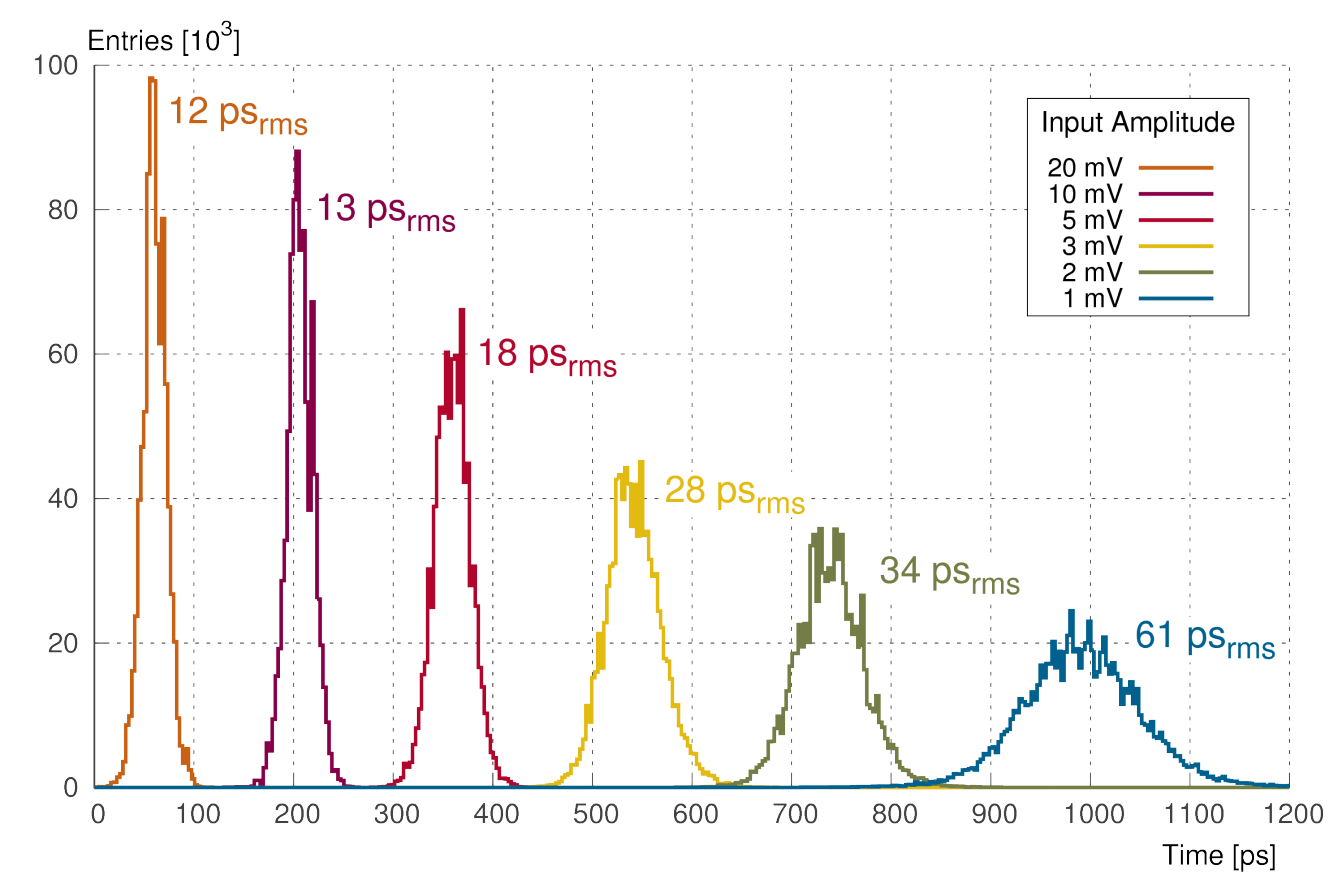 Entries [10³]
100
80
60
40
20
0
12 ps_rms
13 ps_rms
18 ps_rms
28 ps_rms
34 ps_rms
61 ps_rms
Input Amplitude
20 mV
10 mV
5 mV
3 mV
2 mV
1 mV
0 100 200 300 400 500 600 700 800 900 1000 1100 1200
Time [ps]